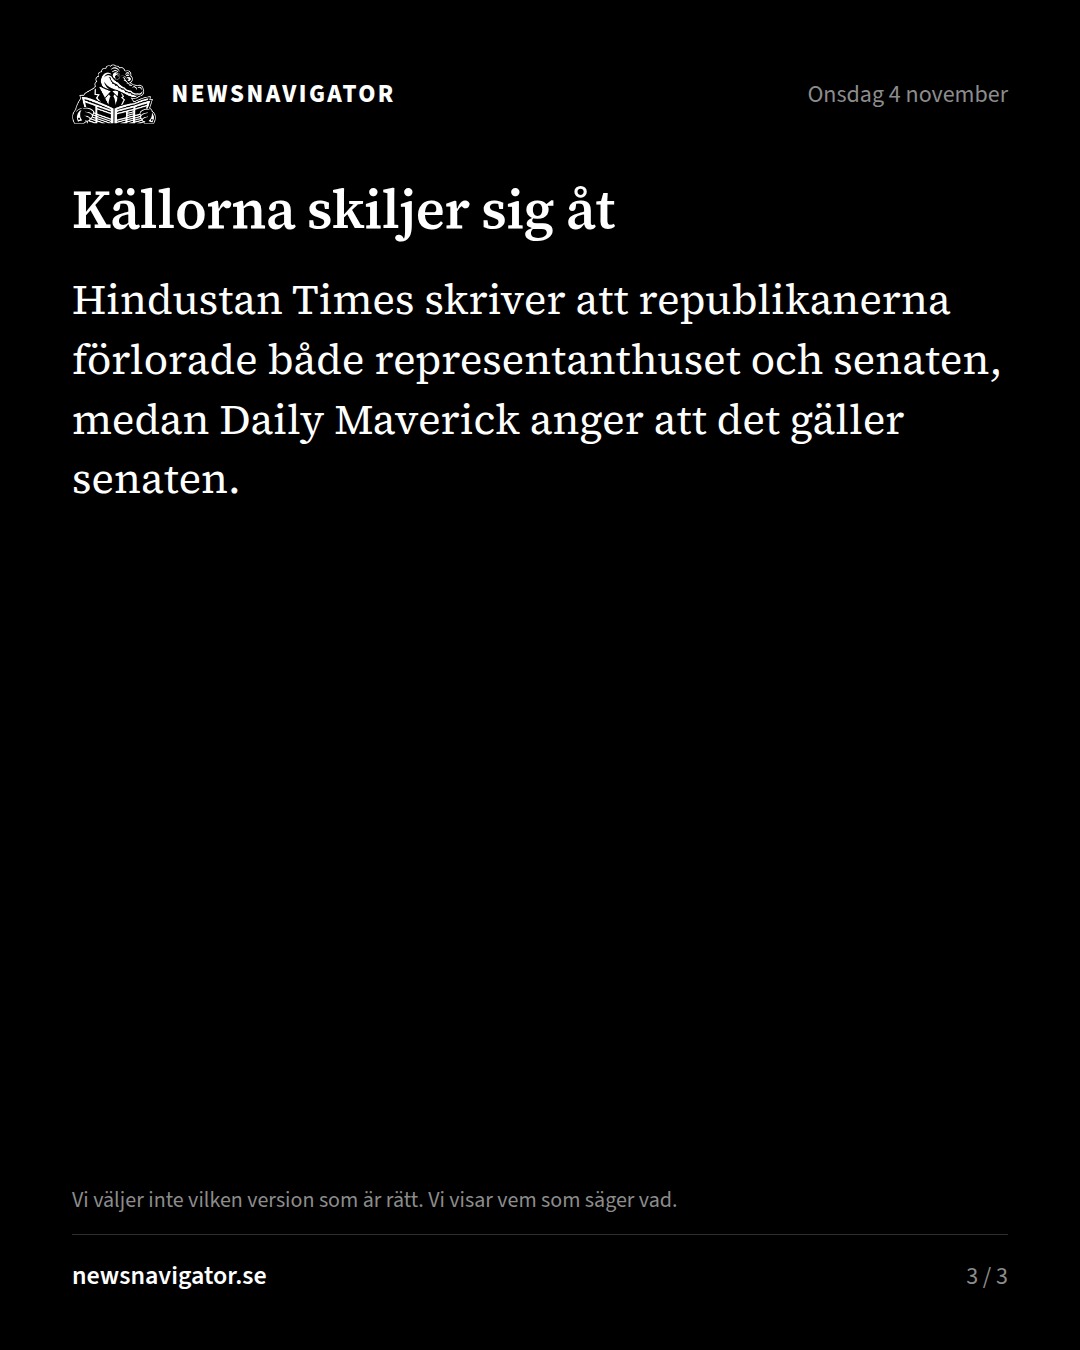 NEWSNAVIGATOR
Onsdag 4 november
Källorna skiljer sig åt
Hindustan Times skriver att republikanerna
förlorade både representanthuset och senaten,
medan Daily Maverick anger att det gäller
senaten.
Vi väljer inte vilken version som är rätt. Vi visar vem som säger vad.
newsnavigator.se
3 / 3